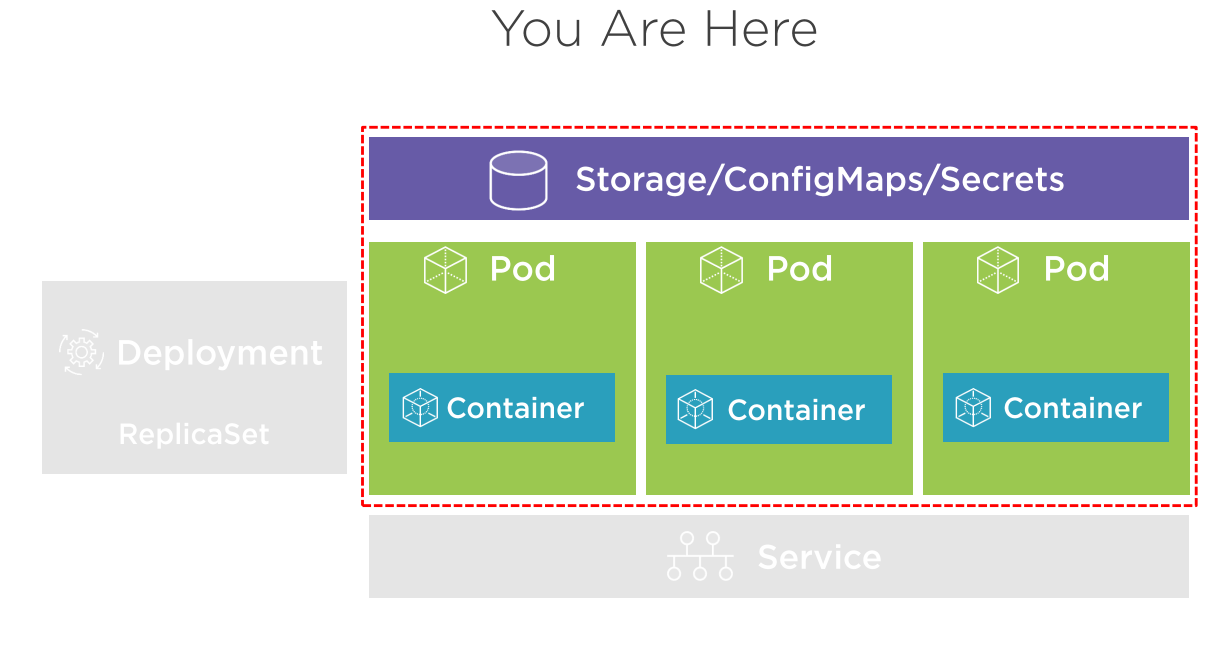 You Are Here
Storage/ConfigMaps/Secrets
Pod
Pod
Pod
Deployment
ReplicaSet
Container
Container
Container
Service